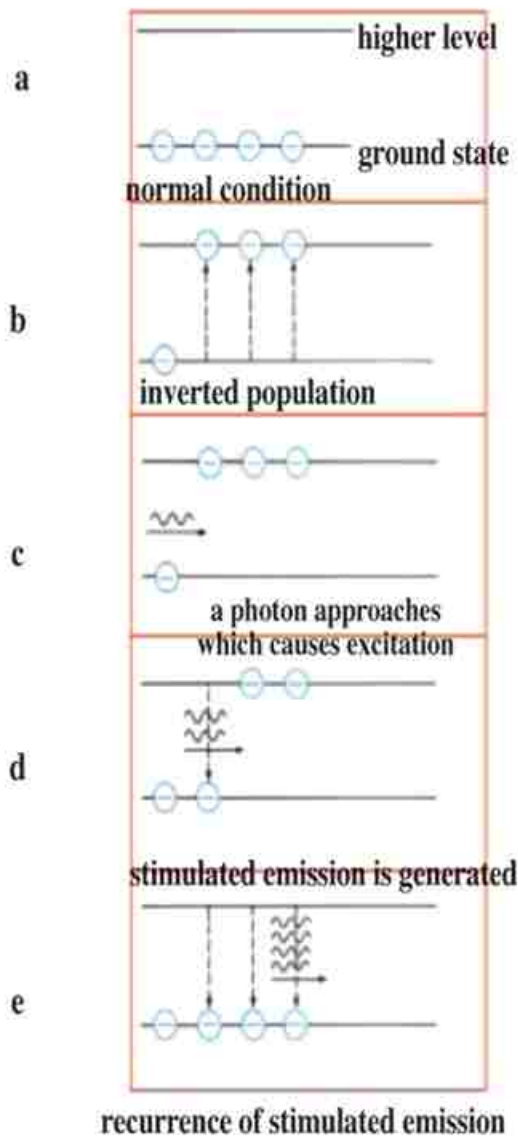 higher level
a
ground state
normal condition
b
inverted population
c
a photon approaches
which causes excitation
d
stimulated emission is generated
e
recurrence of stimulated emission